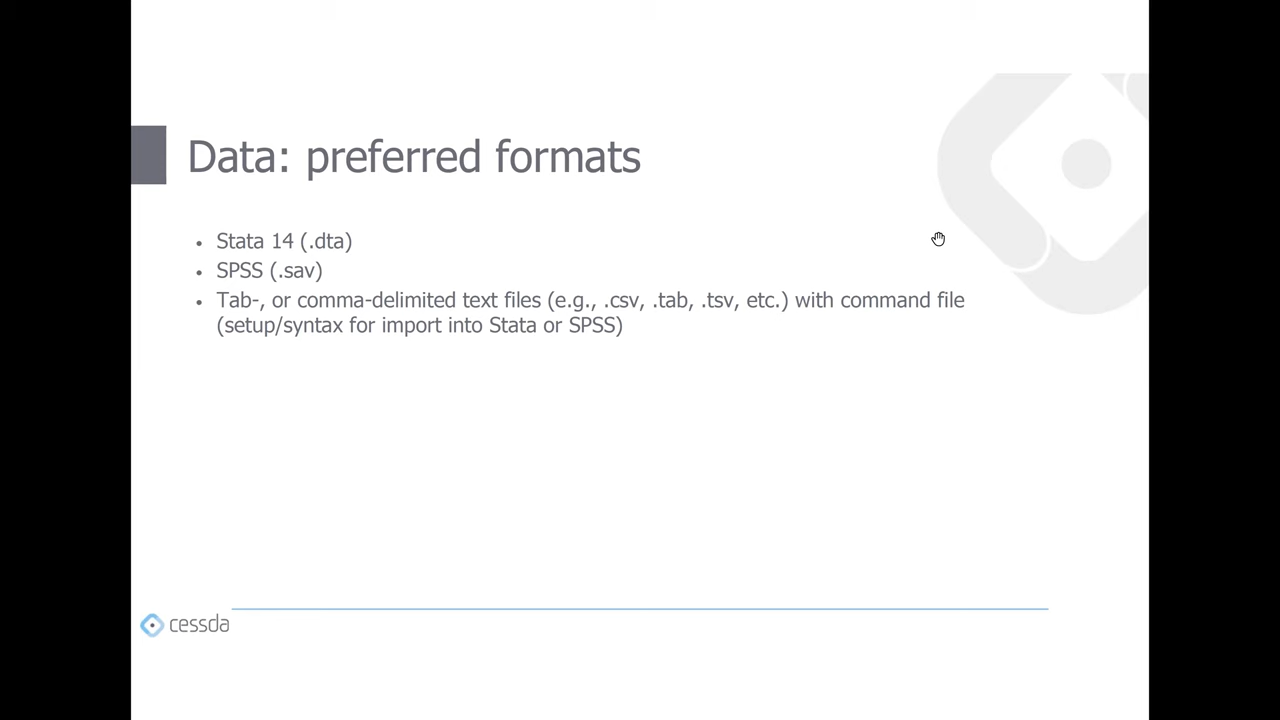 Data: preferred formats
• Stata 14 (.dta)
• SPSS (.sav)
• Tab-, or comma-delimited text files (e.g., .csv, .tab, .tsv, etc.) with command file
(setup/syntax for import into Stata or SPSS)
cessda